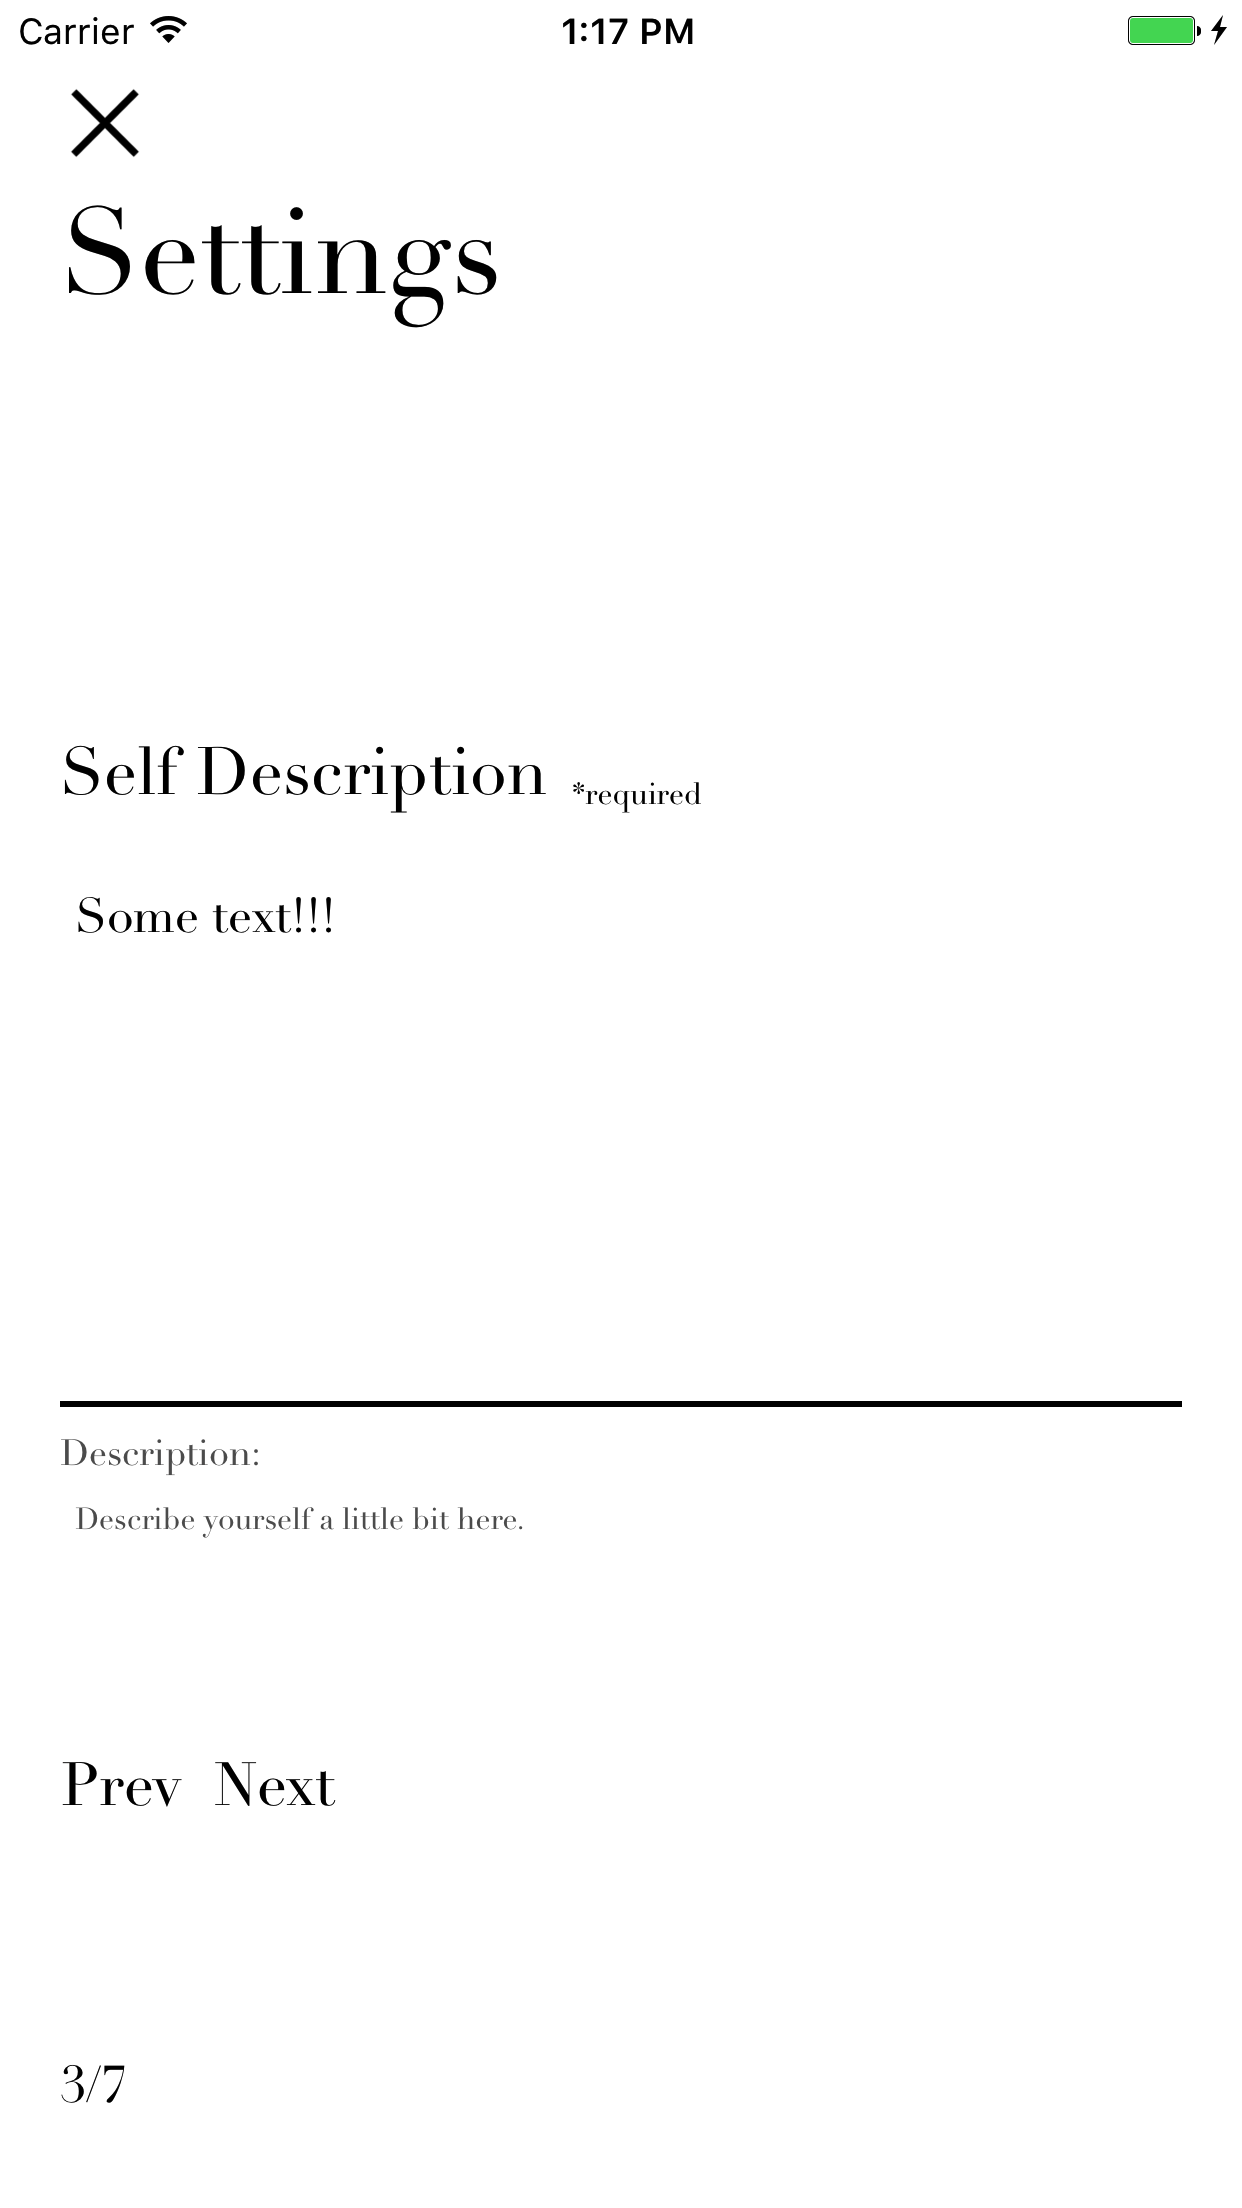 Carrier 1:17 PM
Settings
Self Description *required
Some text!!!
Description:
Describe yourself a little bit here.
Prev Next
3/7